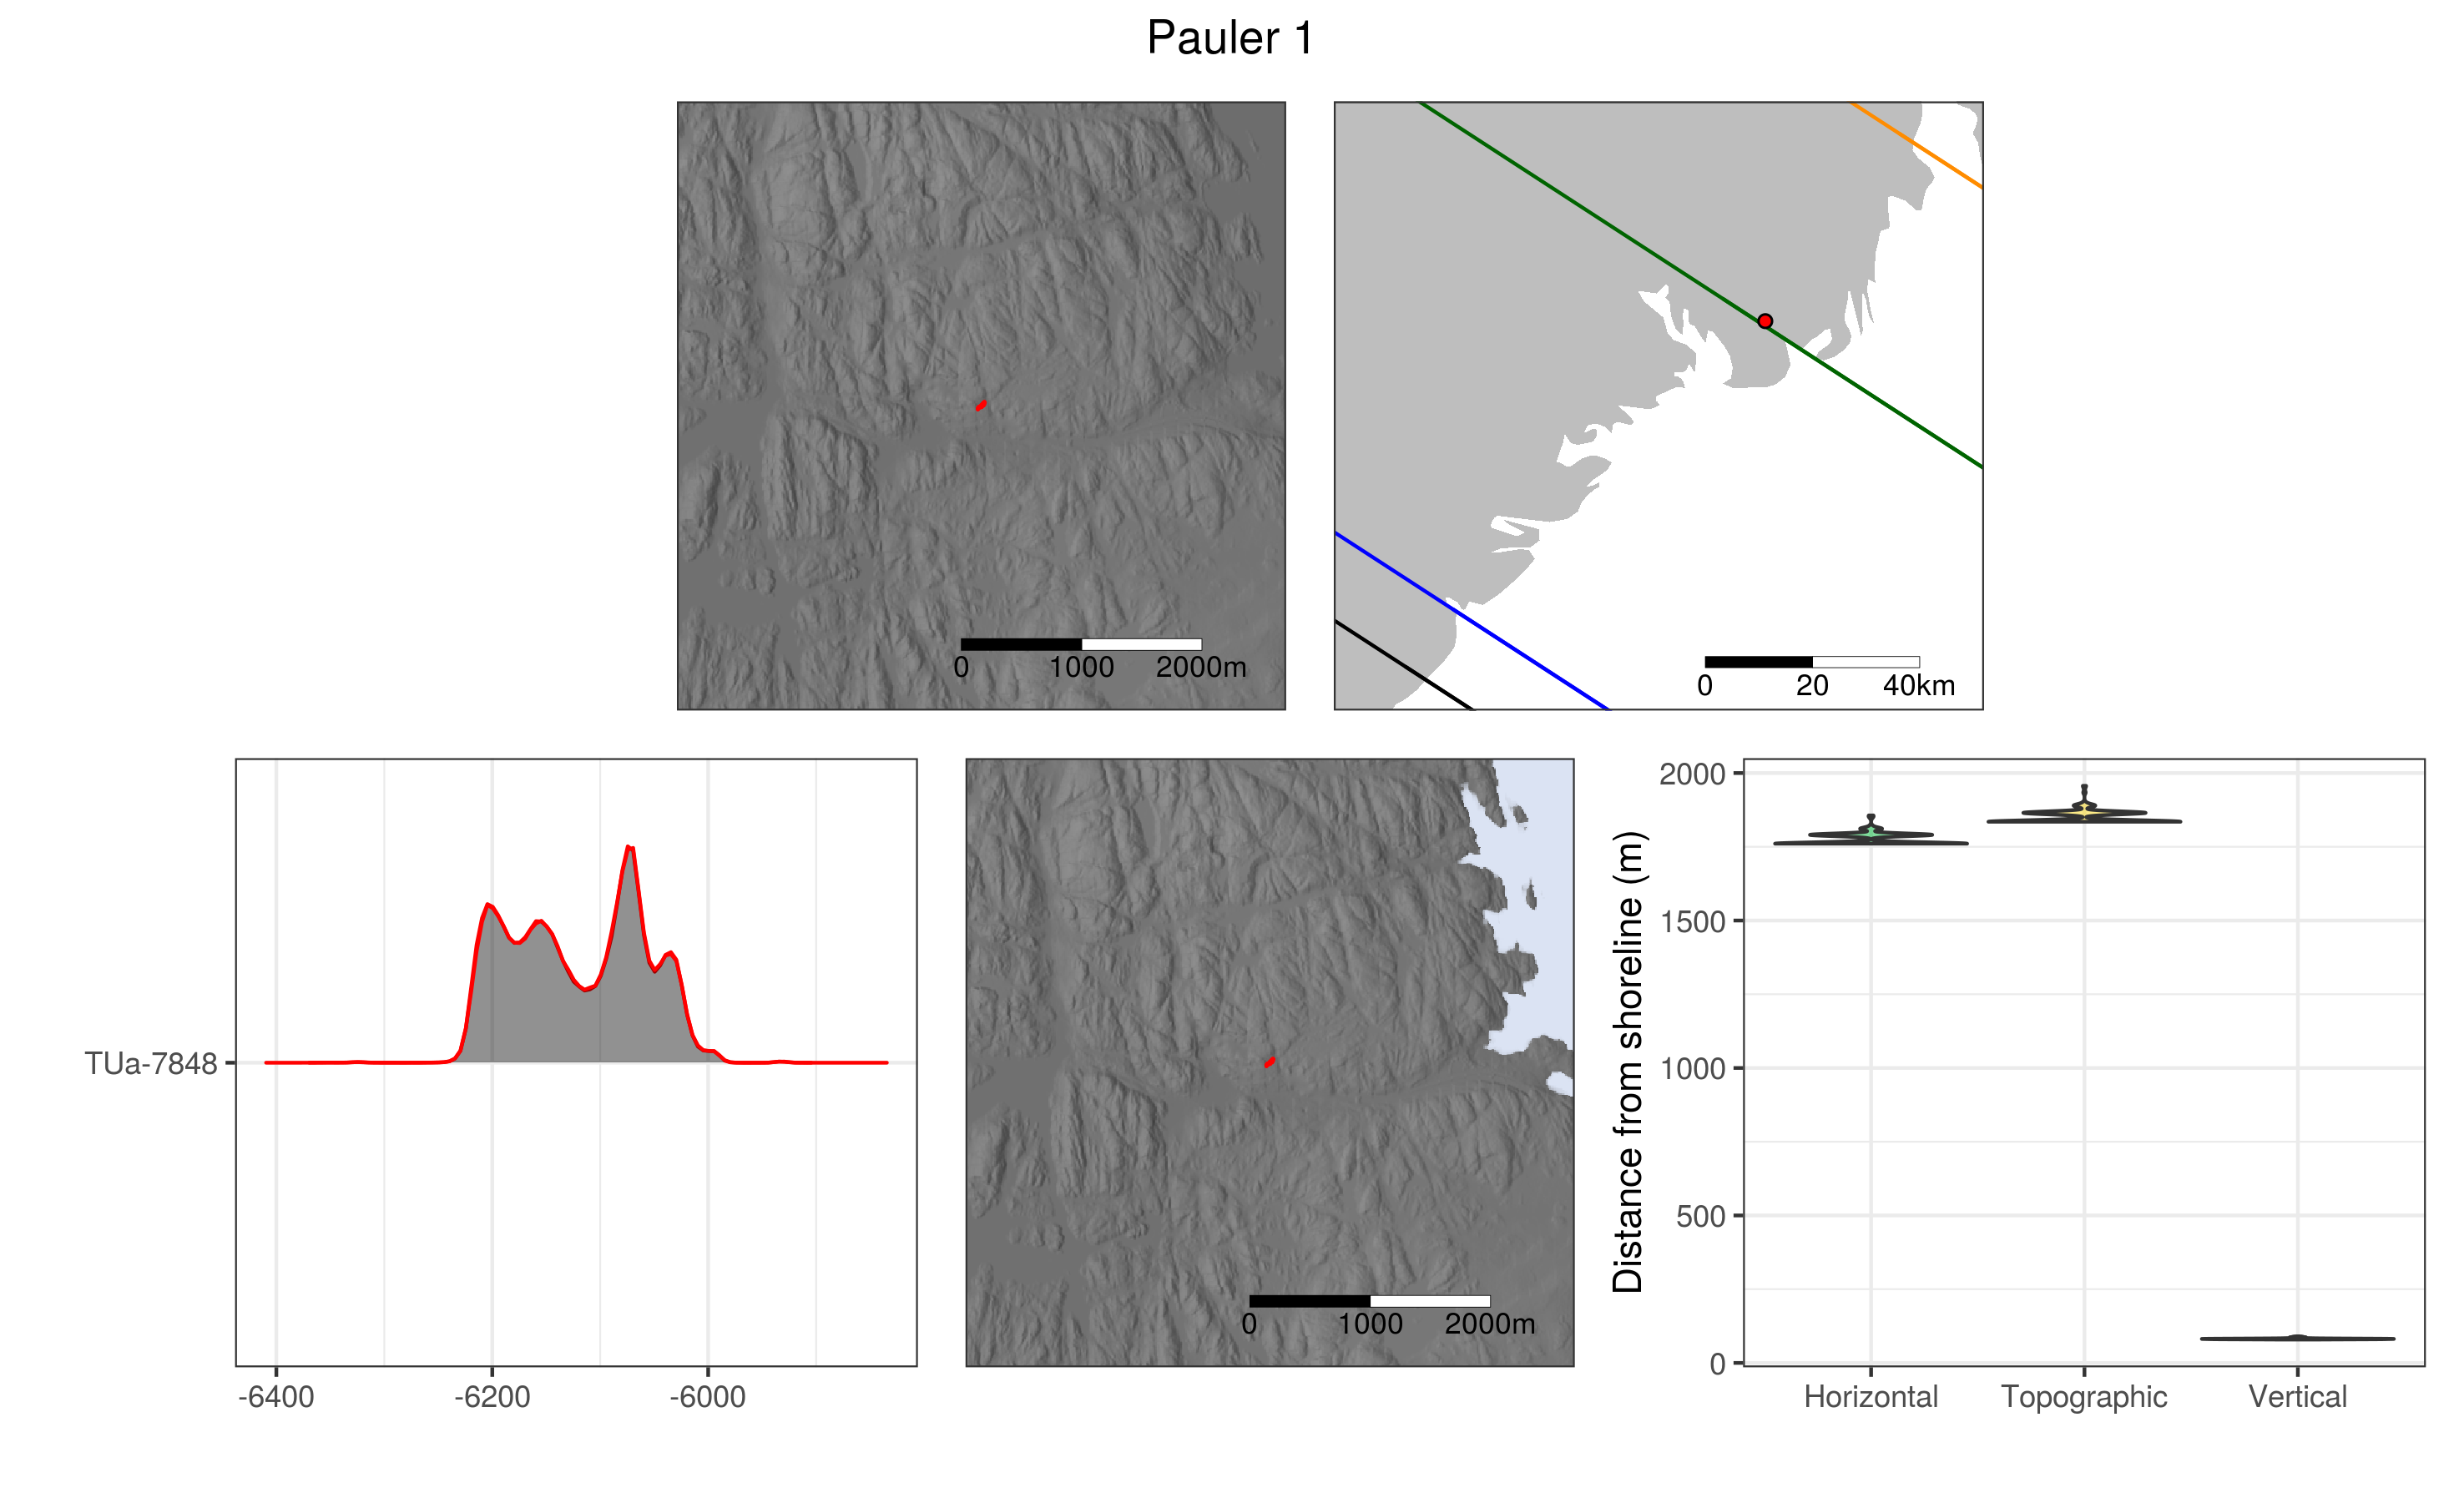 Pauler 1
0 1000 2000m
0 20 40km
TUa-7848
-6400 -6200 -6000
0 1000 2000m
Distance from shoreline (m)
2000
1500
1000
500
0
Horizontal Topographic Vertical